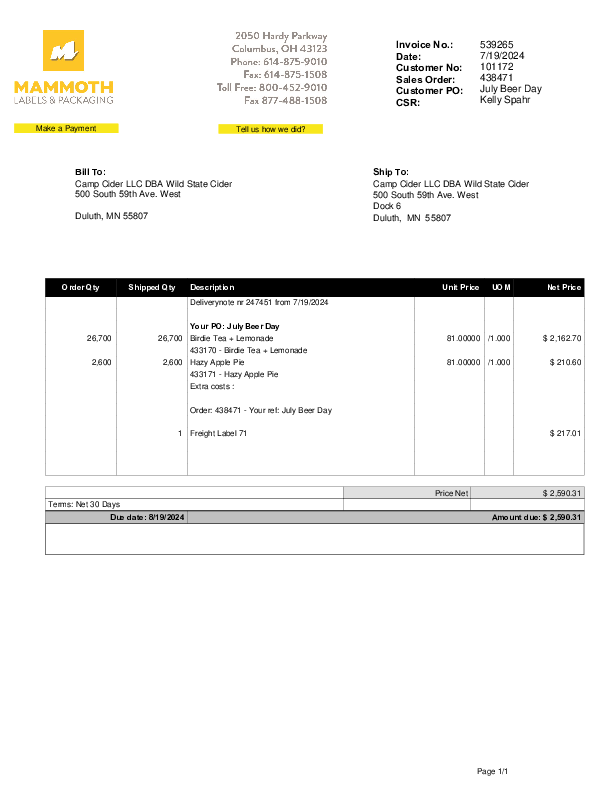 MAMMOTH
LABELS & PACKAGING
2050 Hardy Parkway
Columbus, OH 43123
Phone: 614-875-9010
Fax: 614-875-1508
Toll Free: 800-452-9010
Fax 877-488-1508
Invoice No.: 539265
Date: 7/19/2024
Customer No: 101172
Sales Order: 438471
Customer PO: July Beer Day
CSR: Kelly Spahr
Make a Payment
Tell us how we did?
Bill To:
Camp Cider LLC DBA Wild State Cider
500 South 59th Ave. West
Duluth, MN 55807
Ship To:
Camp Cider LLC DBA Wild State Cider
500 South 59th Ave. West
Dock 6
Duluth, MN 55807
Order Qty Shipped Qty Description Unit Price UOM Net Price
Deliverynote nr 247451 from 7/19/2024
Your PO: July Beer Day
26,700 26,700 Birdie Tea + Lemonade 81.00000 /1.000 $ 2,162.70
433170 - Birdie Tea + Lemonade
2,600 2,600 Hazy Apple Pie 81.00000 /1.000 $ 210.60
433171 - Hazy Apple Pie
Extra costs :
Order: 438471 - Your ref: July Beer Day
1 Freight Label 71 $ 217.01
Price Net $ 2,590.31
Terms: Net 30 Days
Due date: 8/19/2024 Amount due: $ 2,590.31
Page 1/1